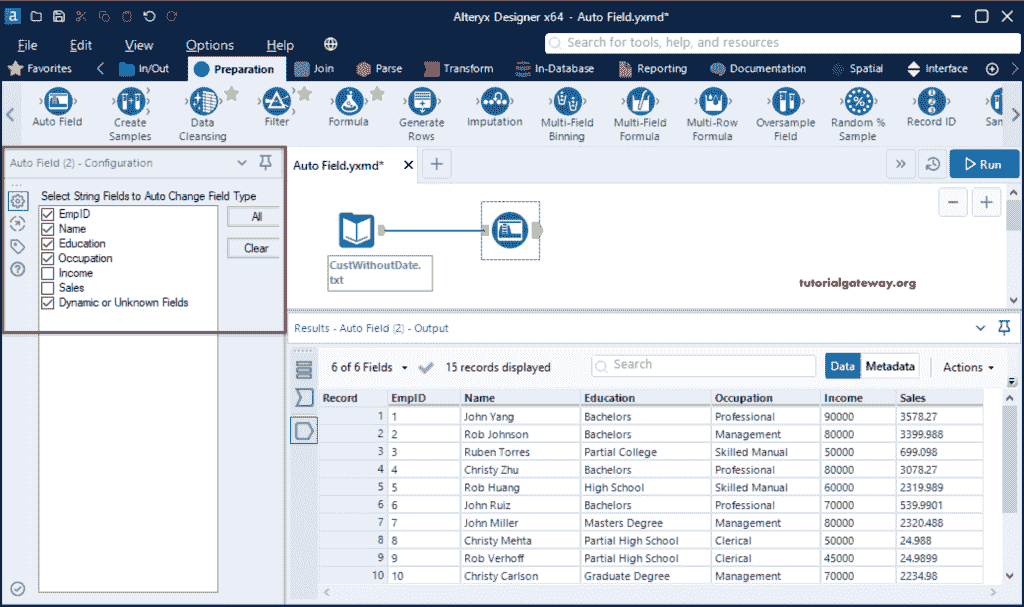 a
Alteryx Designer x64 - Auto Field.yxmd*
File Edit View Options Help
Search for tools, help, and resources
Favorites In/Out Preparation Join Parse Transform In-Database Reporting Documentation Spatial Interface
Auto Field Create Samples Data Cleansing Filter Formula Generate Rows Imputation Multi-Field Binning Multi-Field Formula Multi-Row Formula Oversample Field Random % Sample Record ID San
Auto Field (2) - Configuration
Auto Field.yxmd*
Run
Select String Fields to Auto Change Field Type
EmpID
Name
Education
Occupation
Income
Sales
Dynamic or Unknown Fields
All
Clear
CustWithoutDate.
txt
tutorialgateway.org
Results - Auto Field (2) - Output
6 of 6 Fields 15 records displayed Search Data Metadata Actions
Record EmpID Name Education Occupation Income Sales
1 1 John Yang Bachelors Professional 90000 3578.27
2 2 Rob Johnson Bachelors Management 80000 3399.988
3 3 Ruben Torres Partial College Skilled Manual 50000 699.098
4 4 Christy Zhu Bachelors Professional 80000 3078.27
5 5 Rob Huang High School Skilled Manual 60000 2319.989
6 6 John Ruiz Bachelors Professional 70000 539.9901
7 7 John Miller Masters Degree Management 80000 2320.488
8 8 Christy Mehta Partial High School Clerical 50000 24.988
9 9 Rob Verhoff Partial High School Clerical 45000 24.9899
10 10 Christy Carlson Graduate Degree Management 70000 2234.98